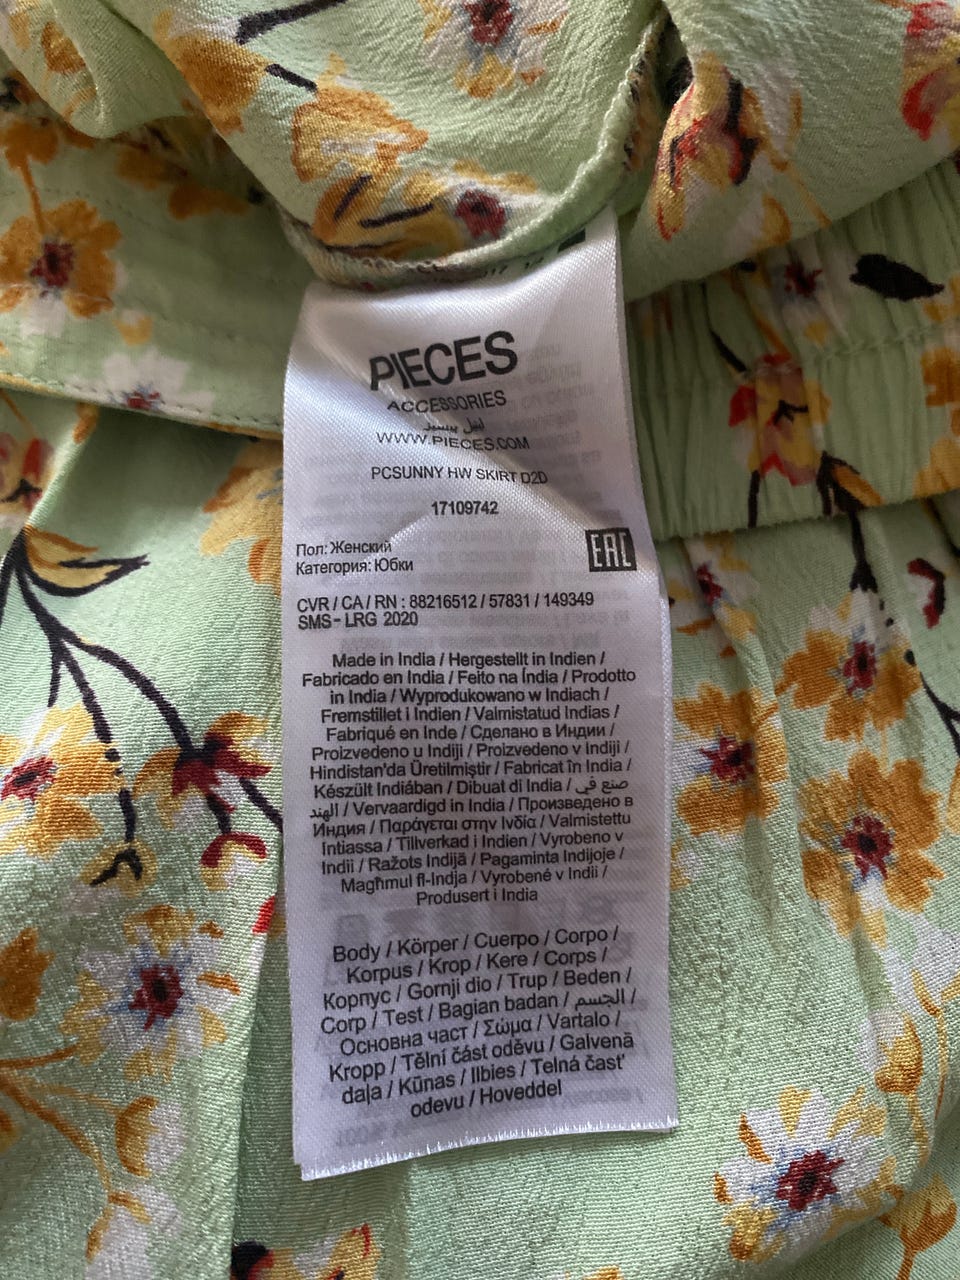 PIECES
ACCESSORIES
ليتل بيسيز
WWW.PIECES.COM
PCSUNNY HW SKIRT D2D
17109742
Пол: Женский
Категория: Юбки
EAC
CVR / CA / RN : 88216512 / 57831 / 149349
SMS - LRG 2020
Made in India / Hergestellt in Indien /
Fabricado en India / Feito na Índia / Prodotto
in India / Wyprodukowano w Indiach /
Fremstillet i Indien / Valmistatud Indias /
Fabriqué en Inde / Сделано в Индии /
Proizvedeno u Indiji / Proizvedeno v Indiji /
Hindistan'da Üretilmiştir / Fabricat în India /
Készült Indiában / Dibuat di India / صنع في
الهند / Vervaardigd in India / Произведено в
Индия / Παράγεται στην Ινδία / Valmistettu
Intiassa / Tillverkad i Indien / Vyrobeno v
Indii / Ražots Indijā / Pagaminta Indijoje /
Magħmul fl-Indja / Vyrobené v Indii /
Produsert i India
Body / Körper / Cuerpo / Corpo /
Korpus / Krop / Kere / Corps /
Корпус / Gornji dio / Trup / Beden /
Corp / Test / Bagian badan / الجسم /
Основна част / Σώμα / Vartalo /
Kropp / Tělní část oděvu / Galvenā
daļa / Kūnas / Ilbies / Telná časť
odevu / Hoveddel